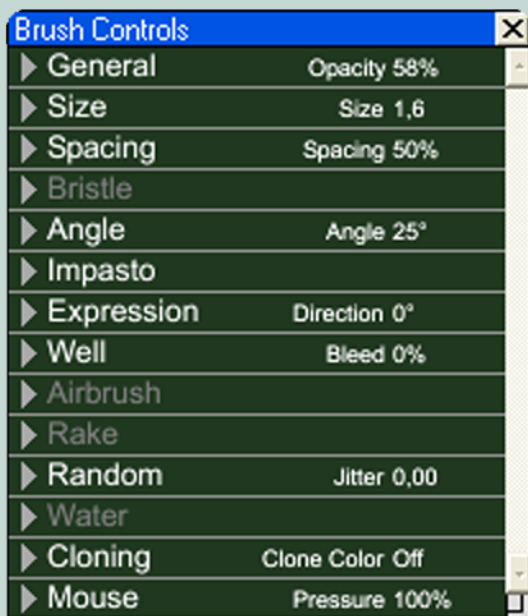 Brush Controls
General Opacity 58%
Size Size 1,6
Spacing Spacing 50%
Bristle
Angle Angle 25°
Impasto
Expression Direction 0°
Well Bleed 0%
Airbrush
Rake
Random Jitter 0,00
Water
Cloning Clone Color Off
Mouse Pressure 100%